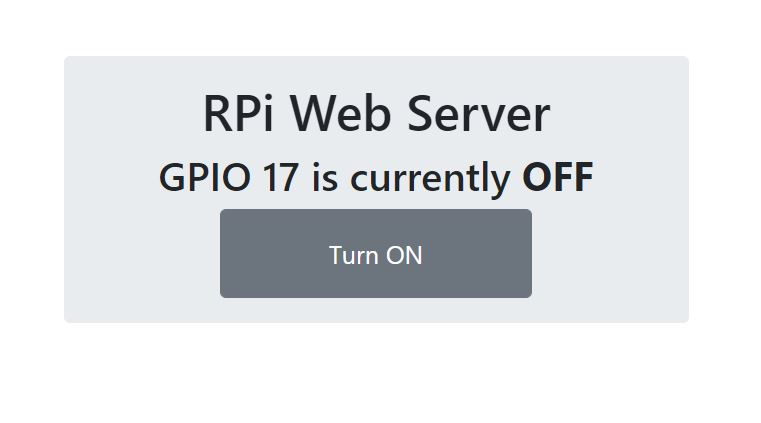 RPi Web Server
GPIO 17 is currently OFF
Turn ON